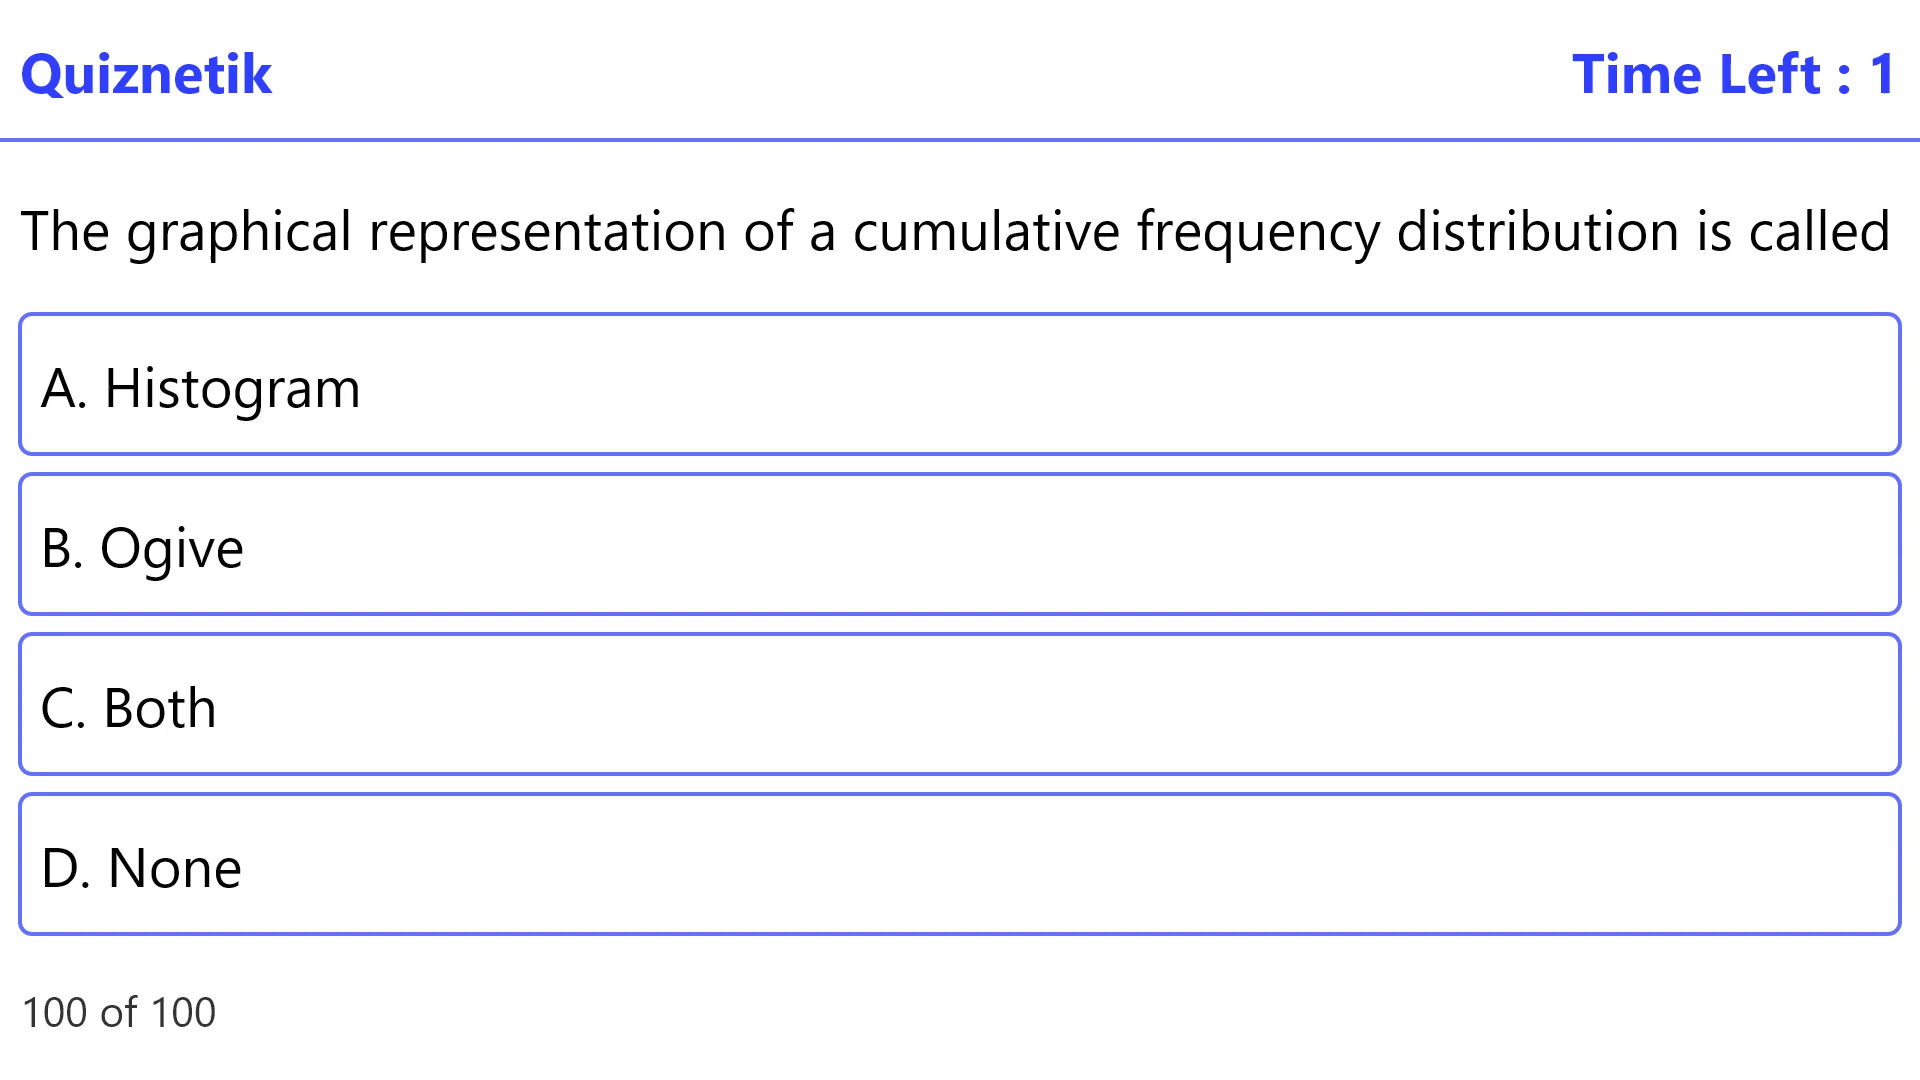 Quiznetik
Time Left : 1
The graphical representation of a cumulative frequency distribution is called
A. Histogram
B. Ogive
C. Both
D. None
100 of 100